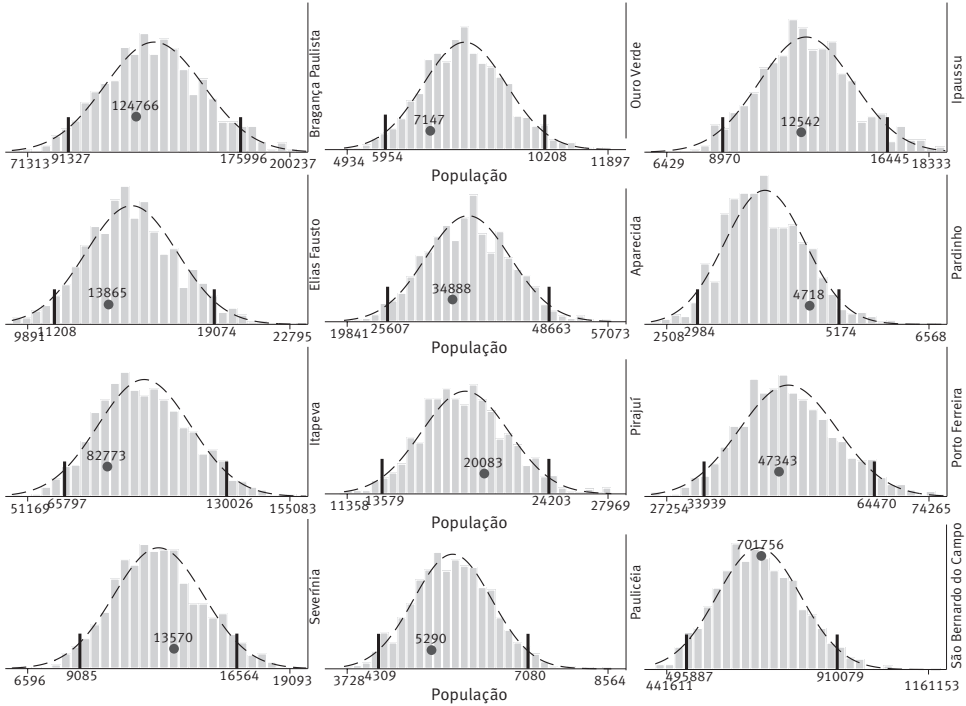 124766
Bragança Paulista
71313 91327 175996 200237
7147
Ouro Verde
4934 5954 10208 11897
População
12542
Ipaussu
6429 8970 16445 18333
13865
Elias Fausto
9891 11208 19074 22795
34888
Aparecida
19841 25607 48663 57073
População
4718
Pardinho
2508 2984 5174 6568
82773
Itapeva
51169 65797 130026 155083
20083
Pirajuí
11358 13579 24203 27969
População
47343
Porto Ferreira
27254 33939 64470 74265
13570
Severínia
6596 9085 16564 19093
5290
Paulicéia
3728 4309 7080 8564
População
701756
São Bernardo do Campo
495887 910079
441611 1161153